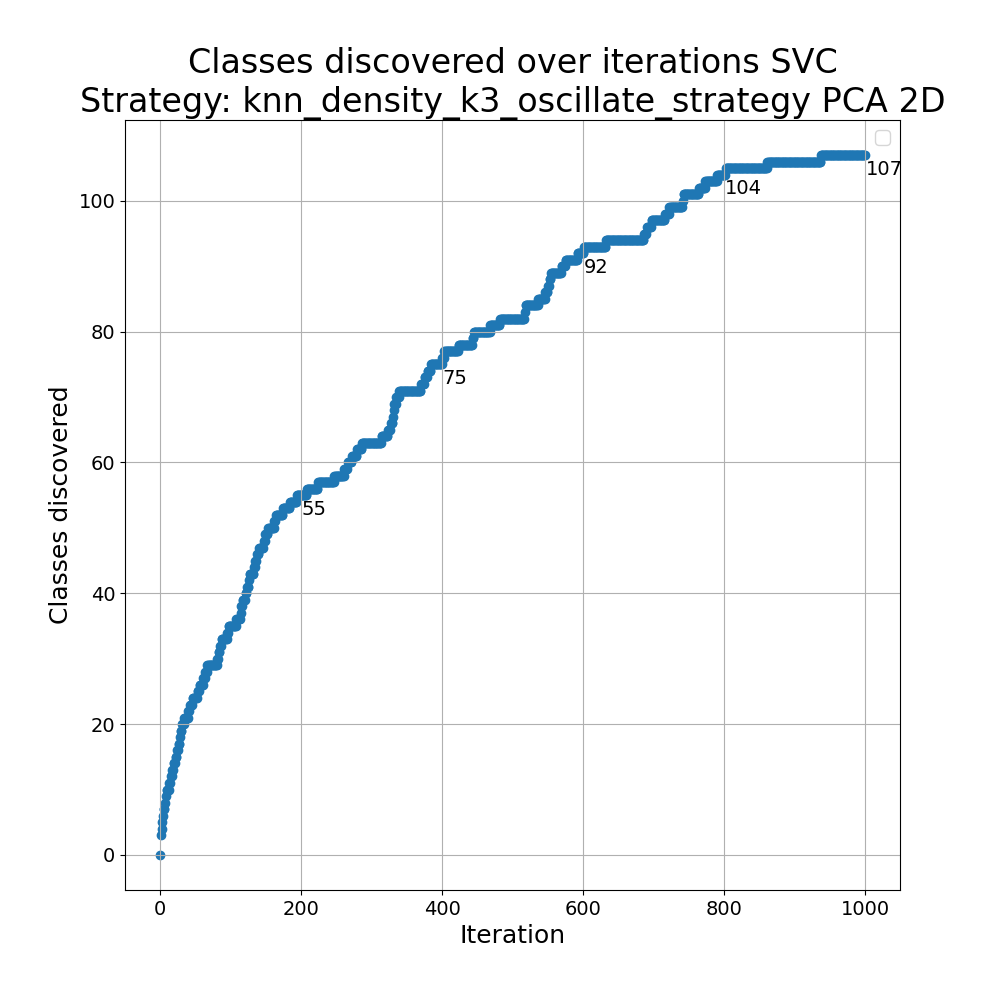 Classes discovered over iterations SVC
Strategy: knn_density_k3_oscillate_strategy PCA 2D
Classes discovered
100
80
60
40
20
0
107
104
92
75
55
0 200 400 600 800 1000
Iteration